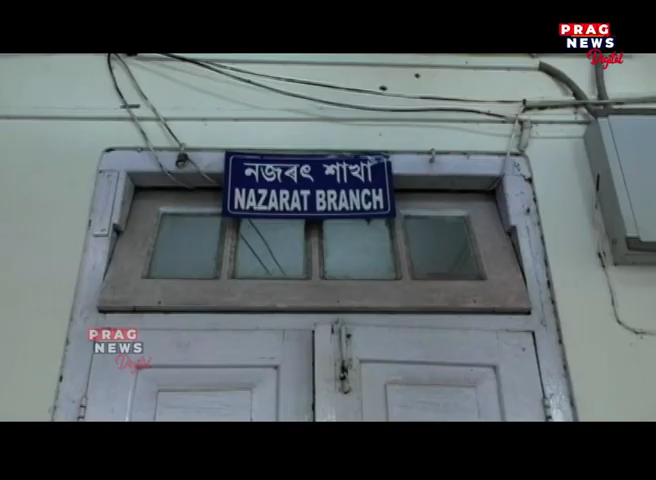 PRAG
NEWS
Digital
নজৰৎ শাখা
NAZARAT BRANCH
PRAG
NEWS
Digital